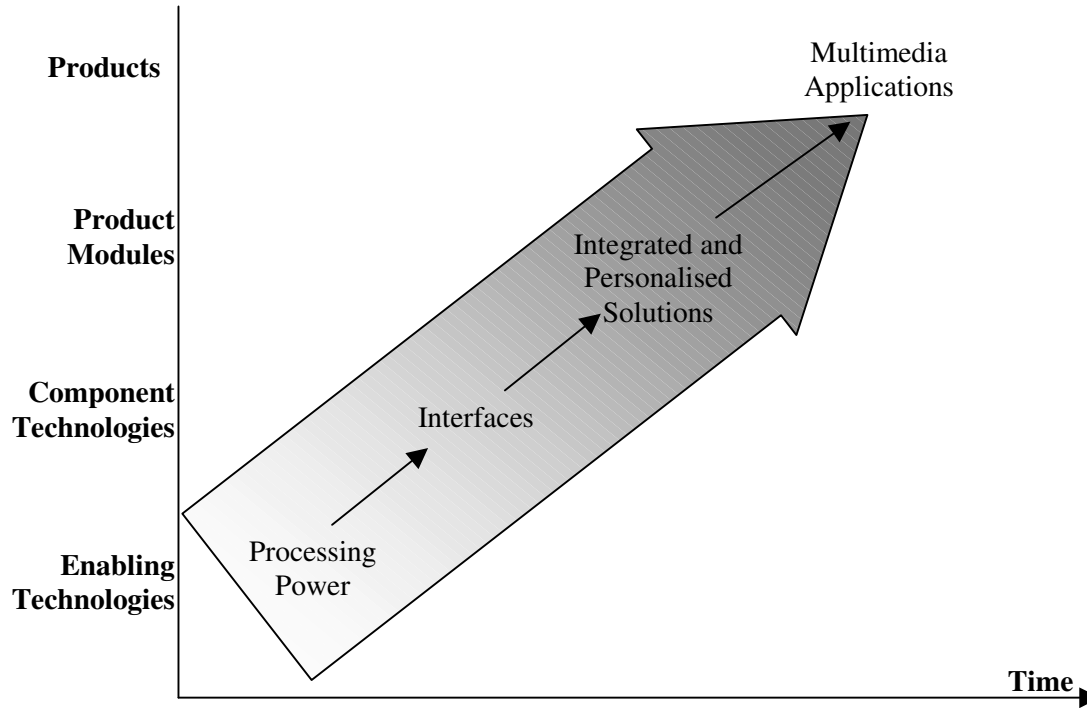 Products
Multimedia
Applications
Product
Modules
Integrated and
Personalised
Solutions
Component
Technologies
Interfaces
Enabling
Technologies
Processing
Power
Time